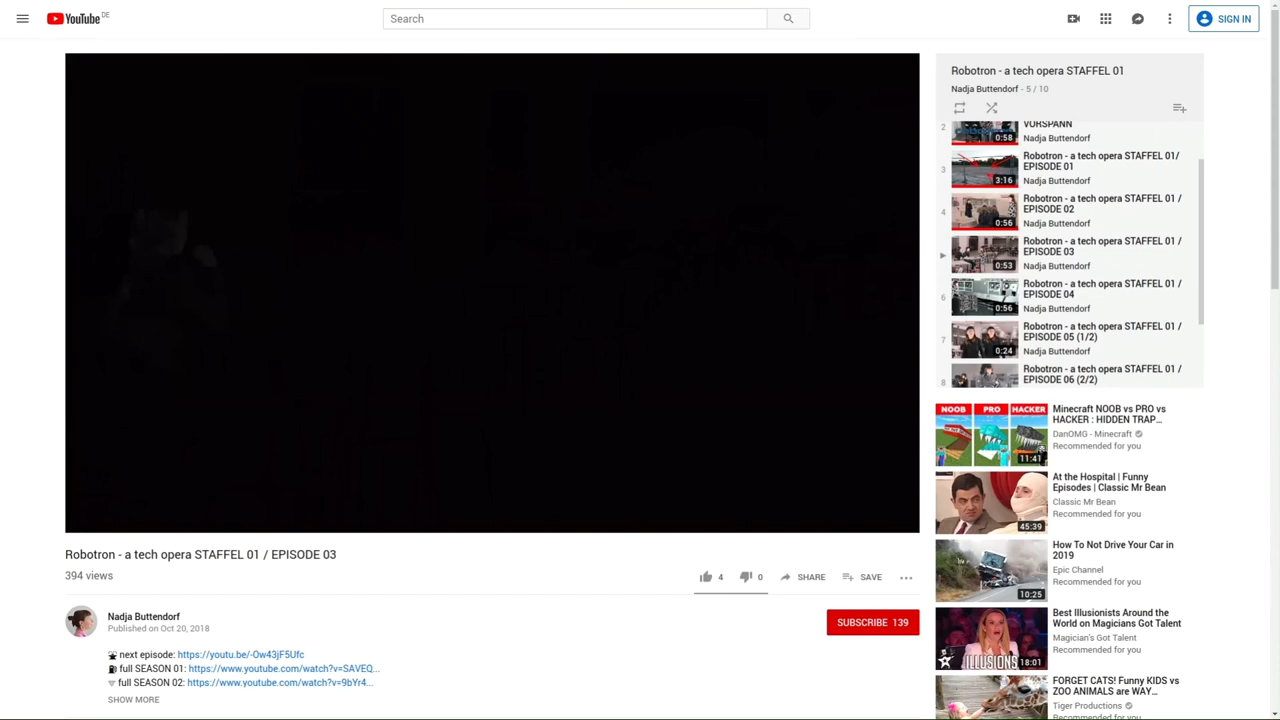 YouTube DE
Search
SIGN IN
Robotron - a tech opera STAFFEL 01
Nadja Buttendorf - 5 / 10
2
VORSPANN
Nadja Buttendorf
0:58
3
Robotron - a tech opera STAFFEL 01/
EPISODE 01
Nadja Buttendorf
3:16
4
Robotron - a tech opera STAFFEL 01 /
EPISODE 02
Nadja Buttendorf
0:56
Robotron - a tech opera STAFFEL 01 /
EPISODE 03
Nadja Buttendorf
0:53
6
Robotron - a tech opera STAFFEL 01 /
EPISODE 04
Nadja Buttendorf
0:56
7
Robotron - a tech opera STAFFEL 01 /
EPISODE 05 (1/2)
Nadja Buttendorf
0:24
8
Robotron - a tech opera STAFFEL 01 /
EPISODE 06 (2/2)
NOOB PRO HACKER
11:41
Minecraft NOOB vs PRO vs
HACKER : HIDDEN TRAP...
DanOMG - Minecraft
Recommended for you
45:39
At the Hospital | Funny
Episodes | Classic Mr Bean
Classic Mr Bean
Recommended for you
10:25
How To Not Drive Your Car in
2019
Epic Channel
Recommended for you
ILLUSIONS
18:01
Best Illusionists Around the
World on Magicians Got Talent
Magician's Got Talent
Recommended for you
FORGET CATS! Funny KIDS vs
ZOO ANIMALS are WAY...
Tiger Productions
Recommended for you
Robotron - a tech opera STAFFEL 01 / EPISODE 03
394 views
4 0 SHARE SAVE
Nadja Buttendorf
Published on Oct 20, 2018
SUBSCRIBE 139
next episode: https://youtu.be/-Ow43jF5Ufc
full SEASON 01: https://www.youtube.com/watch?v=SAVEQ...
full SEASON 02: https://www.youtube.com/watch?v=9bYr4...
SHOW MORE